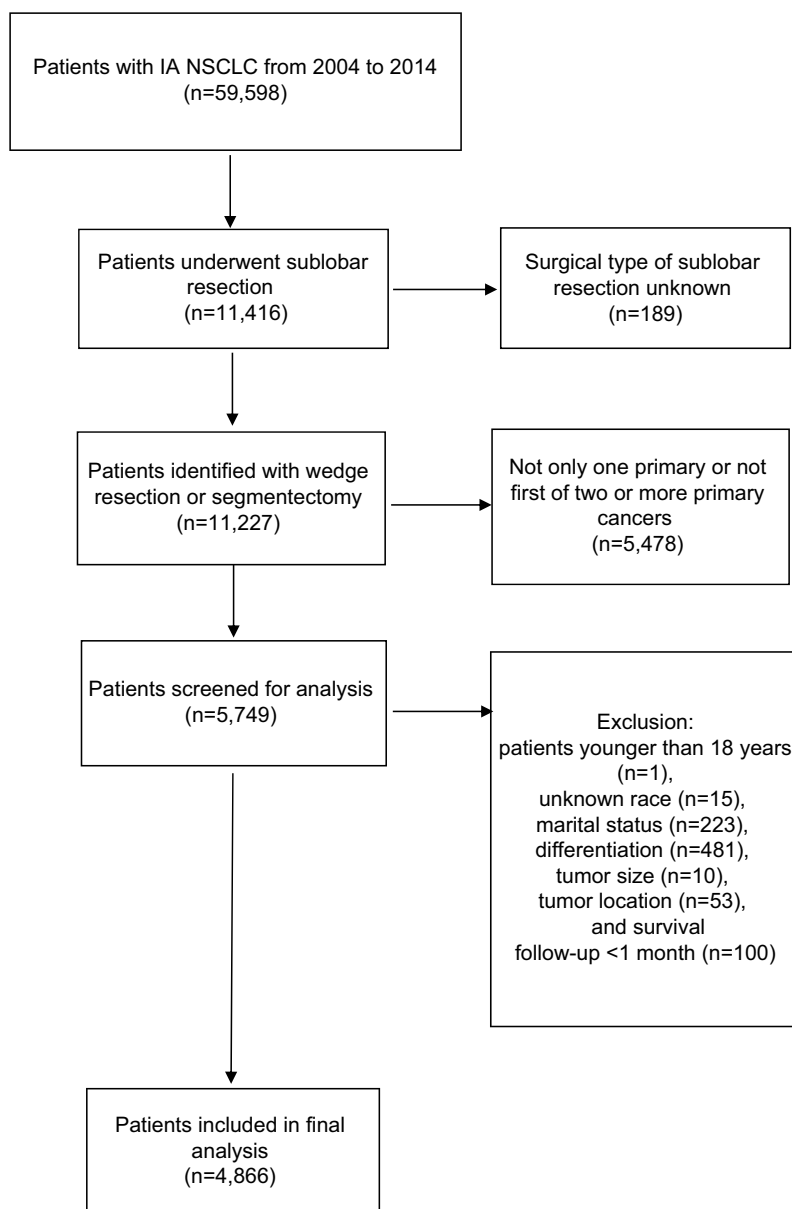 Patients with IA NSCLC from 2004 to 2014
(n=59,598)
Patients underwent sublobar
resection
(n=11,416)
Surgical type of sublobar
resection unknown
(n=189)
Patients identified with wedge
resection or segmentectomy
(n=11,227)
Not only one primary or not
first of two or more primary
cancers
(n=5,478)
Patients screened for analysis
(n=5,749)
Exclusion:
patients younger than 18 years
(n=1),
unknown race (n=15),
marital status (n=223),
differentiation (n=481),
tumor size (n=10),
tumor location (n=53),
and survival
follow-up <1 month (n=100)
Patients included in final
analysis
(n=4,866)